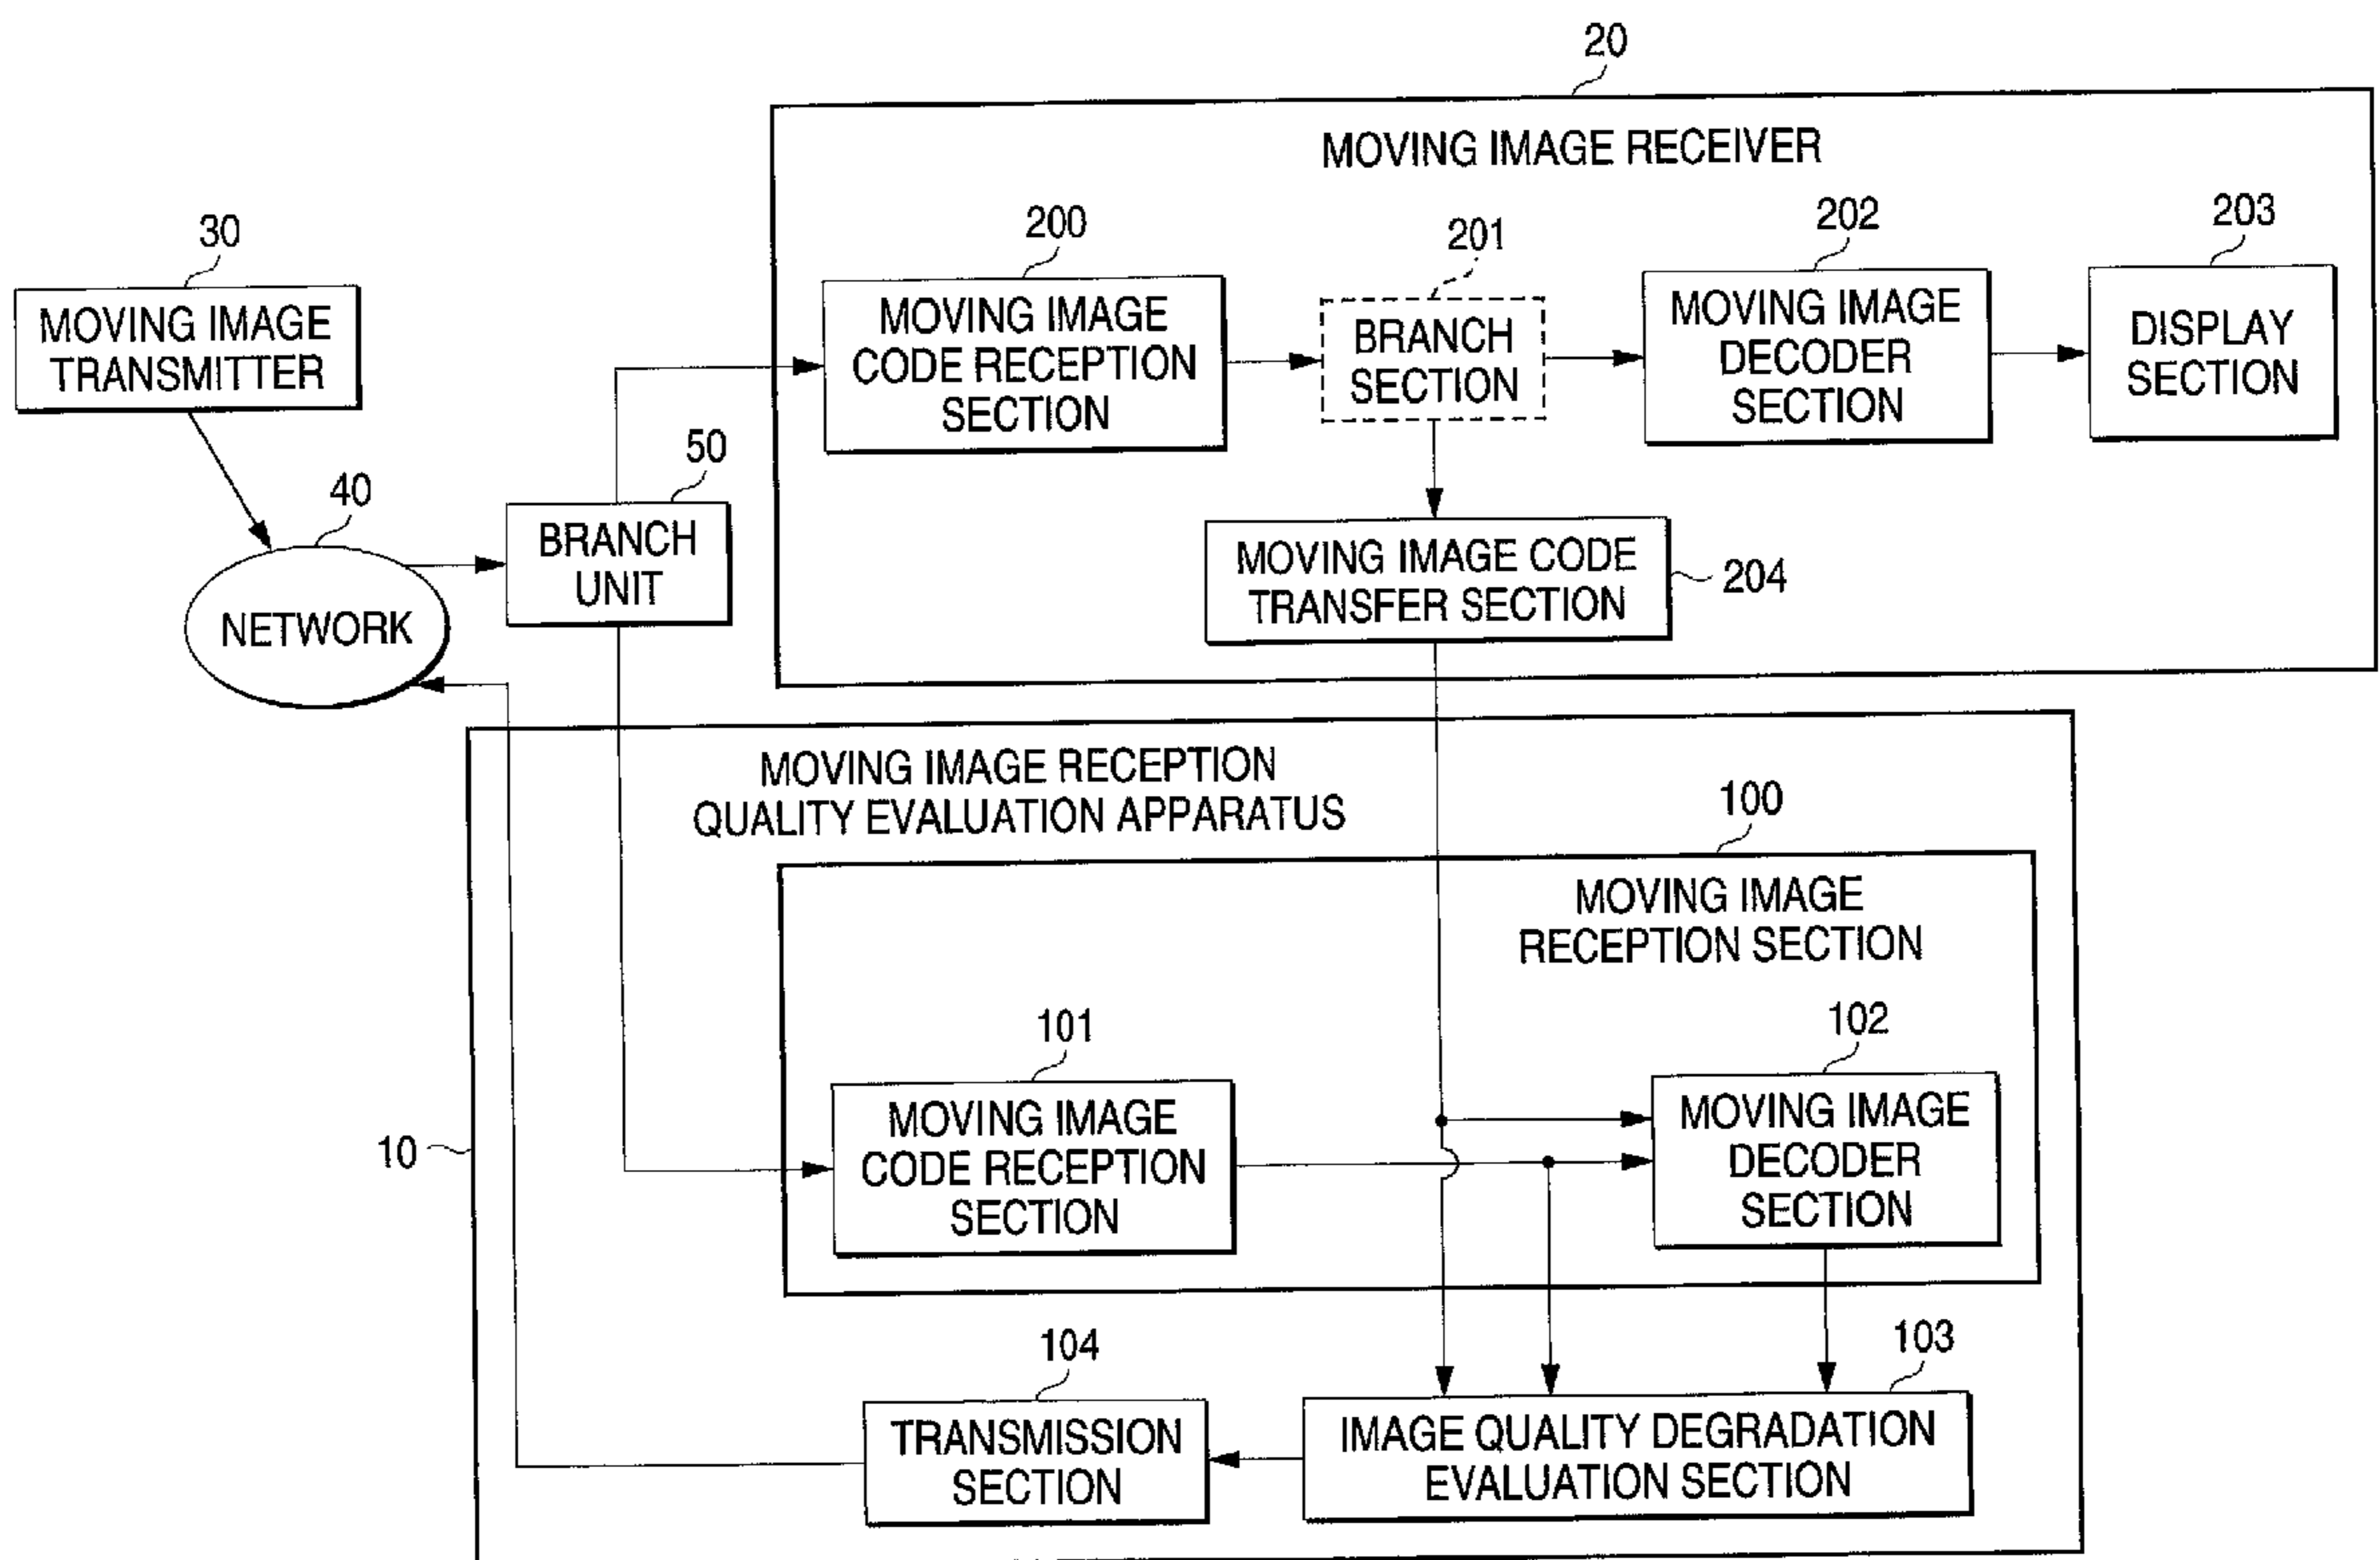 20
MOVING IMAGE RECEIVER
30
MOVING IMAGE
TRANSMITTER
200
MOVING IMAGE
CODE RECEPTION
SECTION
201
BRANCH
SECTION
202
MOVING IMAGE
DECODER
SECTION
203
DISPLAY
SECTION
40
NETWORK
50
BRANCH
UNIT
MOVING IMAGE CODE
TRANSFER SECTION
204
MOVING IMAGE RECEPTION
QUALITY EVALUATION APPARATUS
100
MOVING IMAGE
RECEPTION SECTION
10
101
MOVING IMAGE
CODE RECEPTION
SECTION
102
MOVING IMAGE
DECODER
SECTION
104
TRANSMISSION
SECTION
103
IMAGE QUALITY DEGRADATION
EVALUATION SECTION